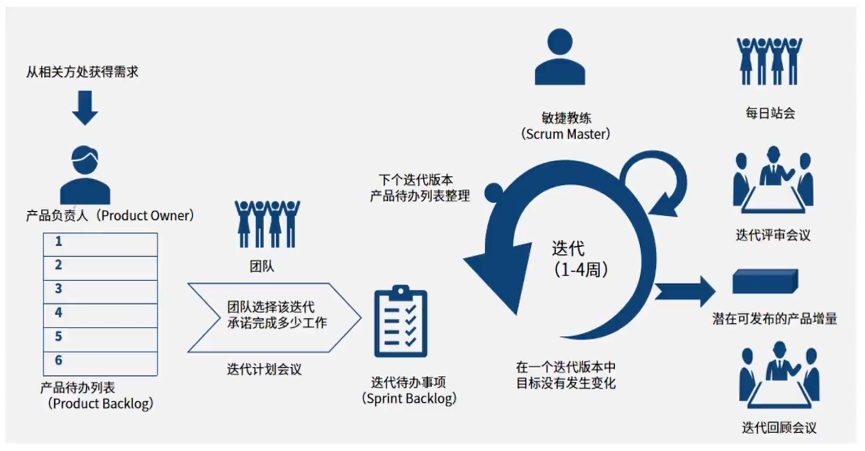 从相关方处获得需求
产品负责人（Product Owner）
1
2
3
4
5
6
产品待办列表
（Product Backlog）
团队
团队选择该迭代
承诺完成多少工作
迭代计划会议
迭代待办事项
（Sprint Backlog）
敏捷教练
（Scrum Master）
下个迭代版本
产品待办列表整理
迭代
（1-4周）
在一个迭代版本中
目标没有发生变化
每日站会
迭代评审会议
潜在可发布的产品增量
迭代回顾会议